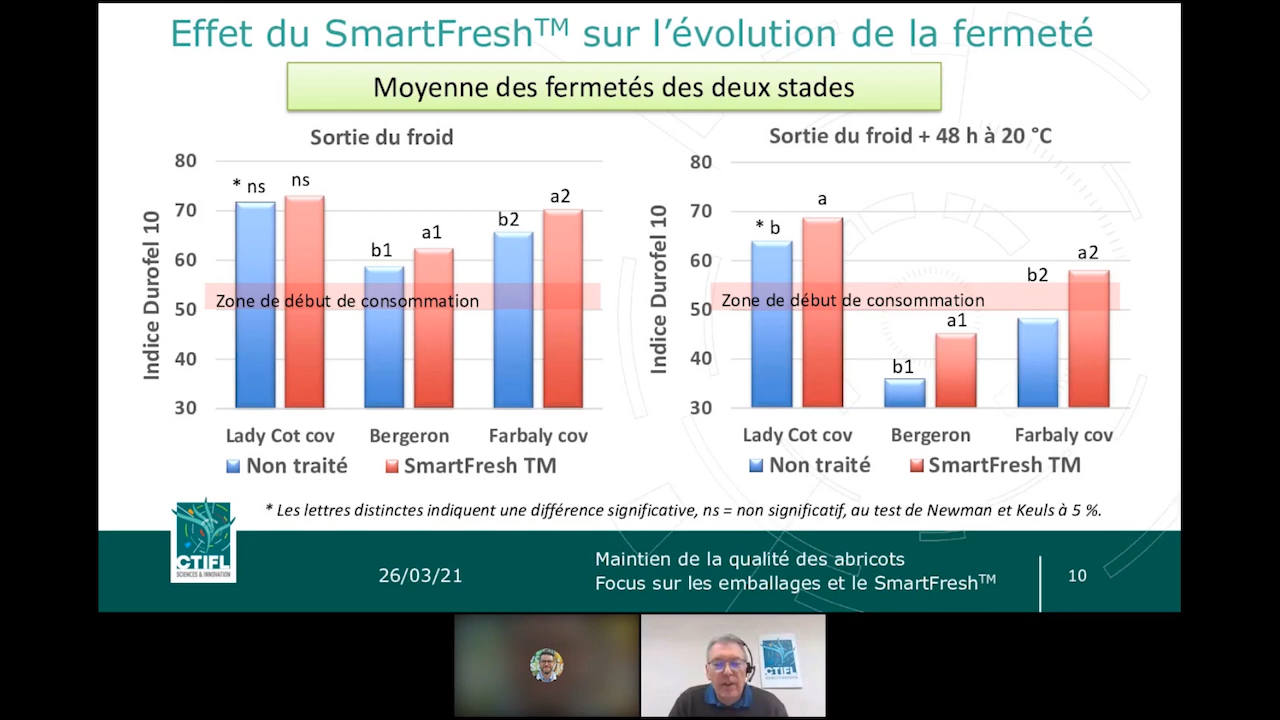 Effet du SmartFresh™ sur l'évolution de la fermeté
Moyenne des fermetés des deux stades
Sortie du froid
Indice Durofel 10
80
70
60
50
40
30
* ns
ns
b1
a1
b2
a2
Zone de début de consommation
Lady Cot cov
Bergeron
Farbaly cov
Non traité
SmartFresh TM
Sortie du froid + 48 h à 20 °C
Indice Durofel 10
80
70
60
50
40
30
* b
a
b1
a1
b2
a2
Zone de début de consommation
Lady Cot cov
Bergeron
Farbaly cov
Non traité
SmartFresh TM
* Les lettres distinctes indiquent une différence significative, ns = non significatif, au test de Newman et Keuls à 5 %.
CTIFL
SCIENCES & INNOVATION
26/03/21
Maintien de la qualité des abricots
Focus sur les emballages et le SmartFresh™
10
CTIFL